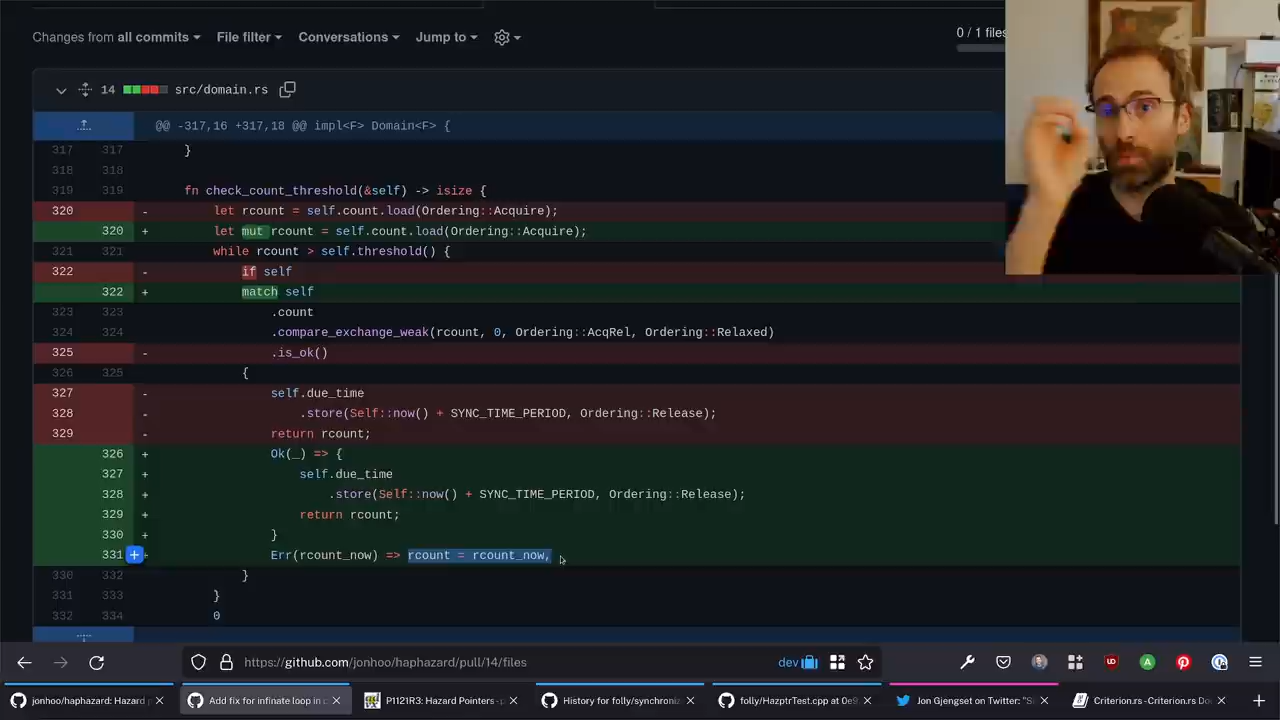 Changes from all commits File filter Conversations Jump to 0 / 1 files
14 src/domain.rs
@@ -317,16 +317,18 @@ impl<F> Domain<F> {
317 317 }
318 318
319 319 fn check_count_threshold(&self) -> isize {
320 - let rcount = self.count.load(Ordering::Acquire);
320 + let mut rcount = self.count.load(Ordering::Acquire);
321 321 while rcount > self.threshold() {
322 - if self
322 + match self
323 323 .count
324 324 .compare_exchange_weak(rcount, 0, Ordering::AcqRel, Ordering::Relaxed)
325 - .is_ok()
326 325 {
327 - self.due_time
328 - .store(Self::now() + SYNC_TIME_PERIOD, Ordering::Release);
329 - return rcount;
326 + Ok(_) => {
327 + self.due_time
328 + .store(Self::now() + SYNC_TIME_PERIOD, Ordering::Release);
329 + return rcount;
330 + }
331 + Err(rcount_now) => rcount = rcount_now,
330 332 }
331 333 }
332 334 0
https://github.com/jonhoo/haphazard/pull/14/files dev
jonhoo/haphazard: Hazard p Add fix for infinate loop in c P1121R3: Hazard Pointers - p History for folly/synchroniz folly/HazptrTest.cpp at 0e9 Jon Gjengset on Twitter: "Si Criterion.rs - Criterion.rs Do